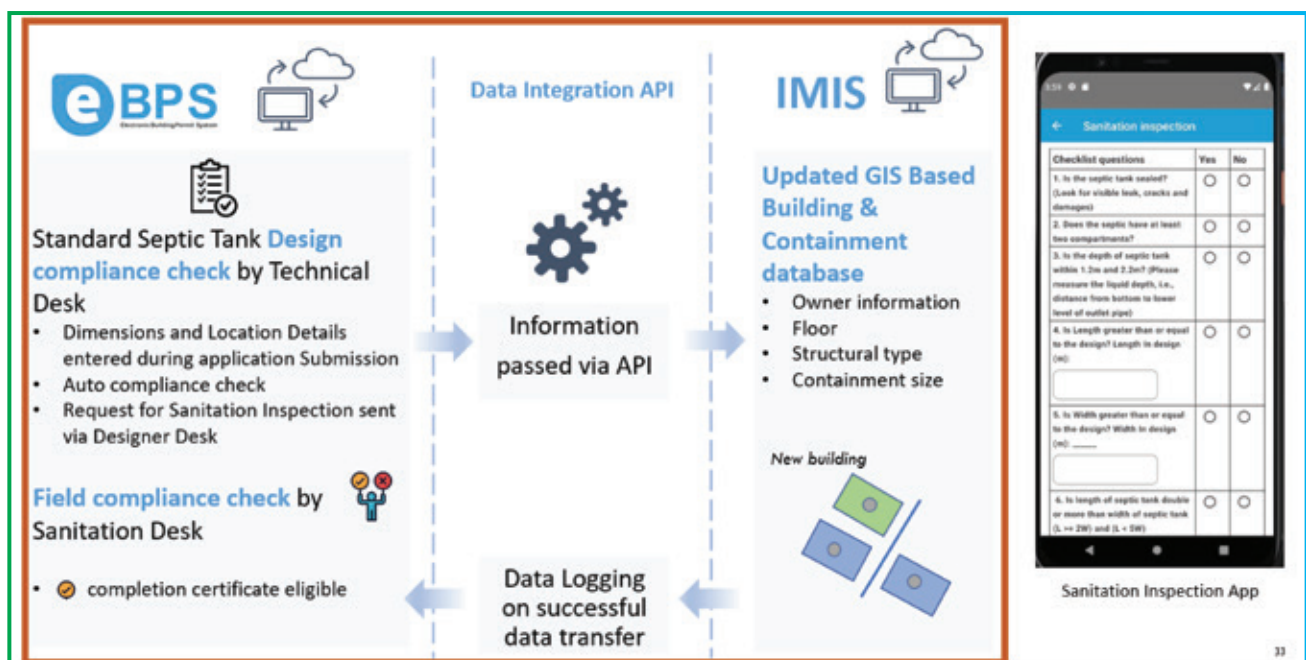 eBPS
Electronic Building Permit System
Standard Septic Tank Design
compliance check by Technical
Desk
• Dimensions and Location Details
entered during application Submission
• Auto compliance check
• Request for Sanitation Inspection sent
via Designer Desk
Field compliance check by
Sanitation Desk
• completion certificate eligible
Data Integration API
Information
passed via API
Data Logging
on successful
data transfer
IMIS
Updated GIS Based
Building &
Containment
database
• Owner information
• Floor
• Structural type
• Containment size
New building
3:59
Sanitation inspection
Checklist questions Yes No
1. Is the septic tank sealed?
(Look for visible leak, cracks and
damages)
2. Does the septic have at least
two compartments?
3. Is the depth of septic tank
within 1.2m and 2.2m? (Please
measure the liquid depth, i.e.,
distance from bottom to lower
level of outlet pipe)
4. Is Length greater than or equal
to the design? Length in design
(m):
5. Is Width greater than or equal
to the design? Width in design
(m): _____
6. Is length of septic tank double
or more than width of septic tank
(L >= 2W) and (L < 5W)
Sanitation Inspection App
33